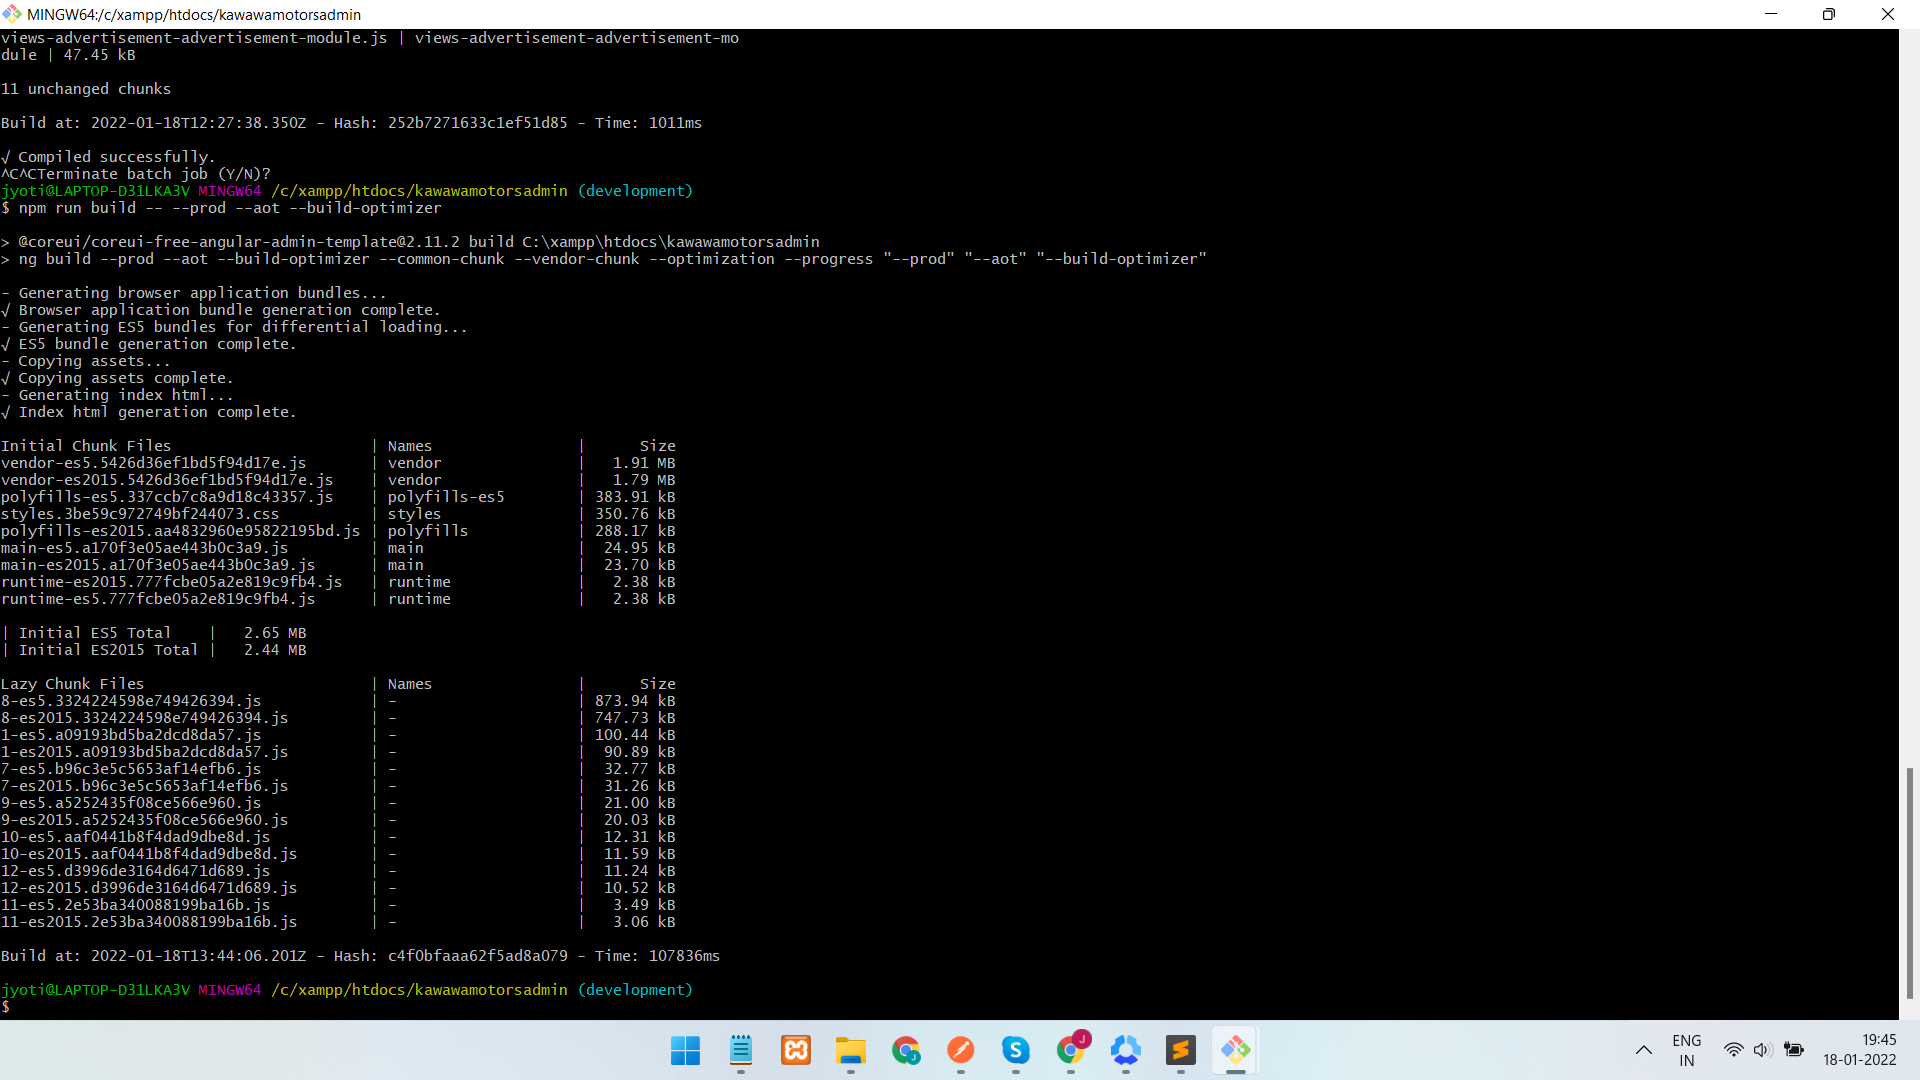 MINGW64:/c/xampp/htdocs/kawawamotorsadmin
views-advertisement-advertisement-module.js | views-advertisement-advertisement-mo
dule | 47.45 kB
11 unchanged chunks
Build at: 2022-01-18T12:27:38.350Z - Hash: 252b7271633c1ef51d85 - Time: 1011ms
√ Compiled successfully.
^C^CTerminate batch job (Y/N)?
jyoti@LAPTOP-D31LKA3V MINGW64 /c/xampp/htdocs/kawawamotorsadmin (development)
$ npm run build -- --prod --aot --build-optimizer
> @coreui/coreui-free-angular-admin-template@2.11.2 build C:\xampp\htdocs\kawawamotorsadmin
> ng build --prod --aot --build-optimizer --common-chunk --vendor-chunk --optimization --progress "--prod" "--aot" "--build-optimizer"
- Generating browser application bundles...
√ Browser application bundle generation complete.
- Generating ES5 bundles for differential loading...
√ ES5 bundle generation complete.
- Copying assets...
√ Copying assets complete.
- Generating index html...
√ Index html generation complete.
Initial Chunk Files | Names | Size
vendor-es5.5426d36ef1bd5f94d17e.js | vendor | 1.91 MB
vendor-es2015.5426d36ef1bd5f94d17e.js | vendor | 1.79 MB
polyfills-es5.337ccb7c8a9d18c43357.js | polyfills-es5 | 383.91 kB
styles.3be59c972749bf244073.css | styles | 350.76 kB
polyfills-es2015.aa4832960e95822195bd.js | polyfills | 288.17 kB
main-es5.a170f3e05ae443b0c3a9.js | main | 24.95 kB
main-es2015.a170f3e05ae443b0c3a9.js | main | 23.70 kB
runtime-es2015.777fcbe05a2e819c9fb4.js | runtime | 2.38 kB
runtime-es5.777fcbe05a2e819c9fb4.js | runtime | 2.38 kB
| Initial ES5 Total | 2.65 MB
| Initial ES2015 Total | 2.44 MB
Lazy Chunk Files | Names | Size
8-es5.3324224598e749426394.js | - | 873.94 kB
8-es2015.3324224598e749426394.js | - | 747.73 kB
1-es5.a09193bd5ba2dcd8da57.js | - | 100.44 kB
1-es2015.a09193bd5ba2dcd8da57.js | - | 90.89 kB
7-es5.b96c3e5c5653af14efb6.js | - | 32.77 kB
7-es2015.b96c3e5c5653af14efb6.js | - | 31.26 kB
9-es5.a5252435f08ce566e960.js | - | 21.00 kB
9-es2015.a5252435f08ce566e960.js | - | 20.03 kB
10-es5.aaf0441b8f4dad9dbe8d.js | - | 12.31 kB
10-es2015.aaf0441b8f4dad9dbe8d.js | - | 11.59 kB
12-es5.d3996de3164d6471d689.js | - | 11.24 kB
12-es2015.d3996de3164d6471d689.js | - | 10.52 kB
11-es5.2e53ba340088199ba16b.js | - | 3.49 kB
11-es2015.2e53ba340088199ba16b.js | - | 3.06 kB
Build at: 2022-01-18T13:44:06.201Z - Hash: c4f0bfaaa62f5ad8a079 - Time: 107836ms
jyoti@LAPTOP-D31LKA3V MINGW64 /c/xampp/htdocs/kawawamotorsadmin (development)
$
J
S
J
ENG
IN
19:45
18-01-2022